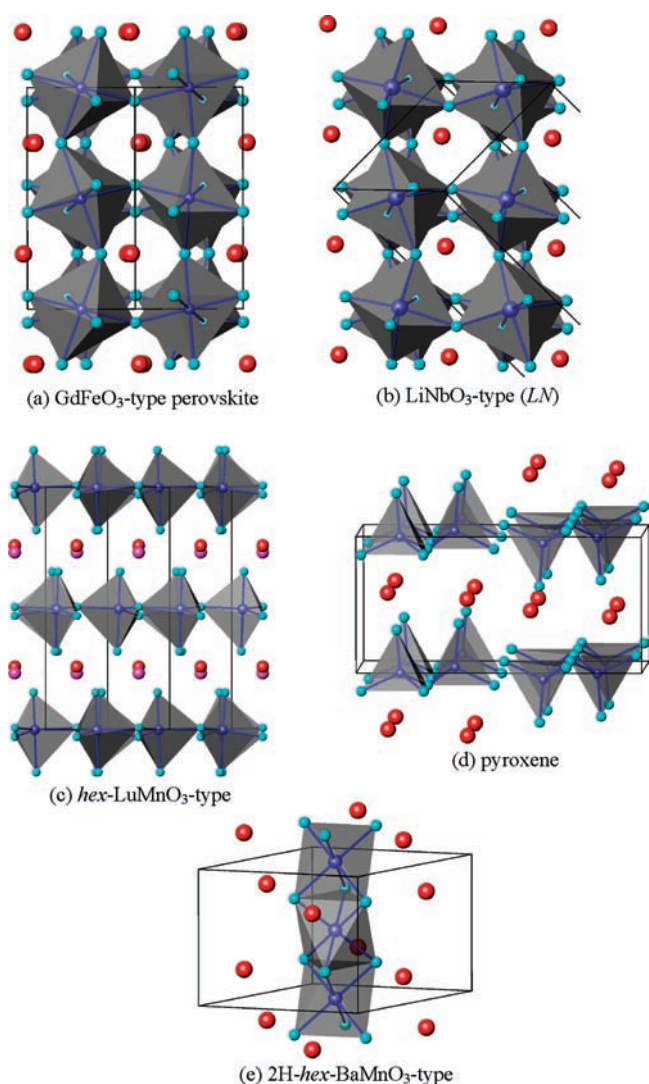 (a) GdFeO₃-type perovskite
(b) LiNbO₃-type (LN)
(c) hex-LuMnO₃-type
(d) pyroxene
(e) 2H-hex-BaMnO₃-type